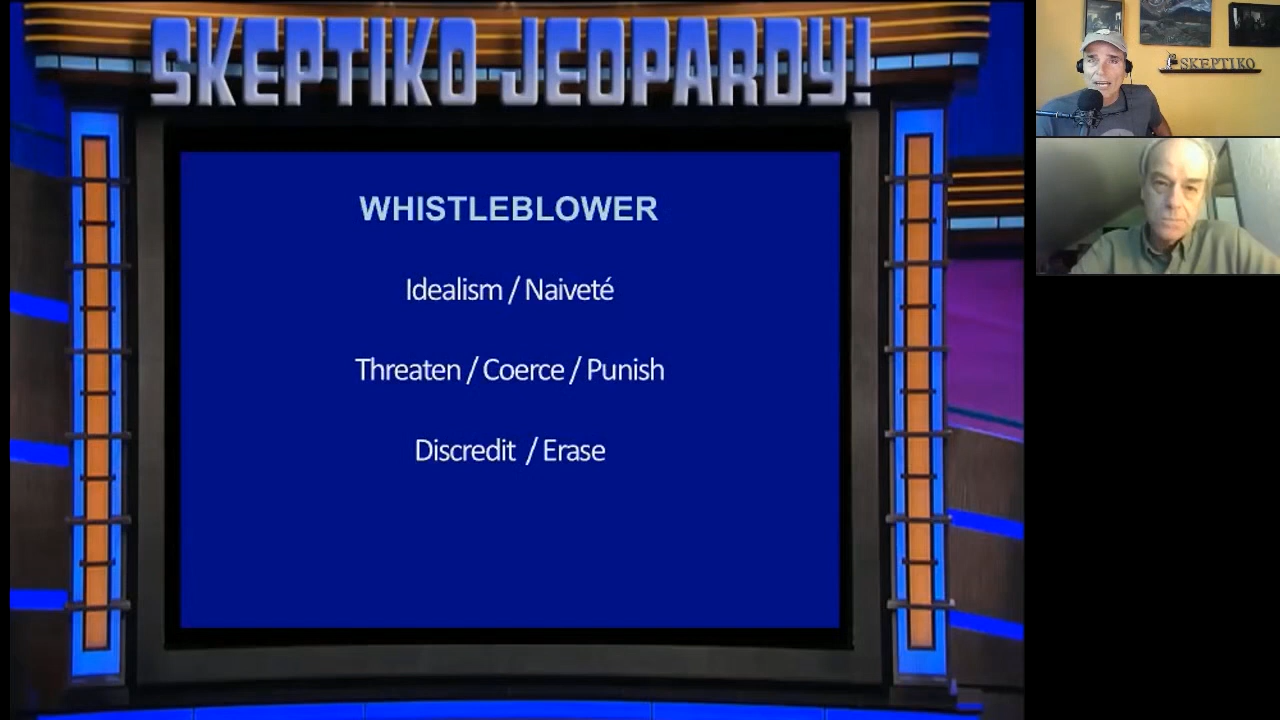 SKEPTIKO JEOPARDY!
WHISTLEBLOWER
Idealism / Naiveté
Threaten / Coerce / Punish
Discredit / Erase
SKEPTIKO